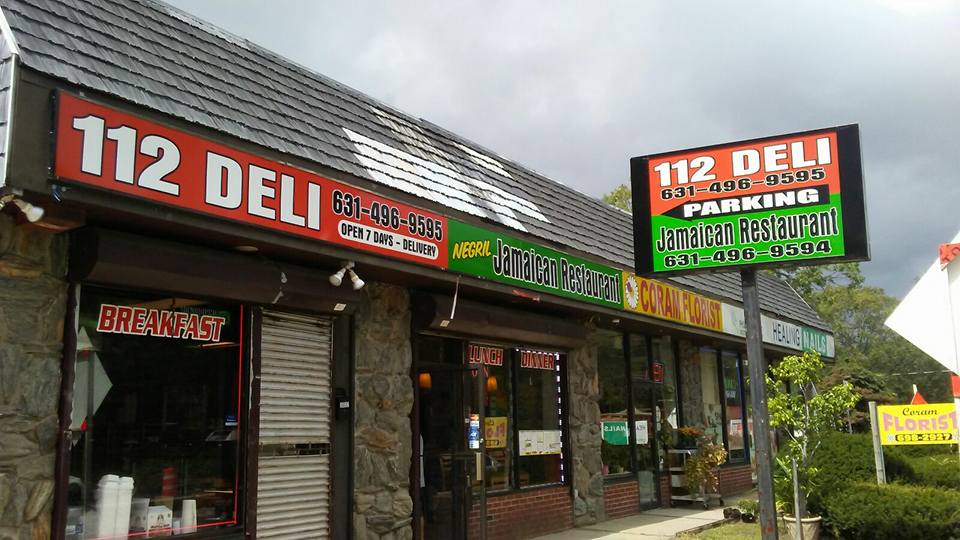 112 DELI
631-496-9595
OPEN 7 DAYS - DELIVERY
NEGRIL Jamaican Restaurant
CORAM FLORIST
HEALING
NAILS
112 DELI
631-496-9595
PARKING
Jamaican Restaurant
631-496-9594
BREAKFAST
LUNCH
DINNER
NAILS
Coram
FLORIST
698-2927